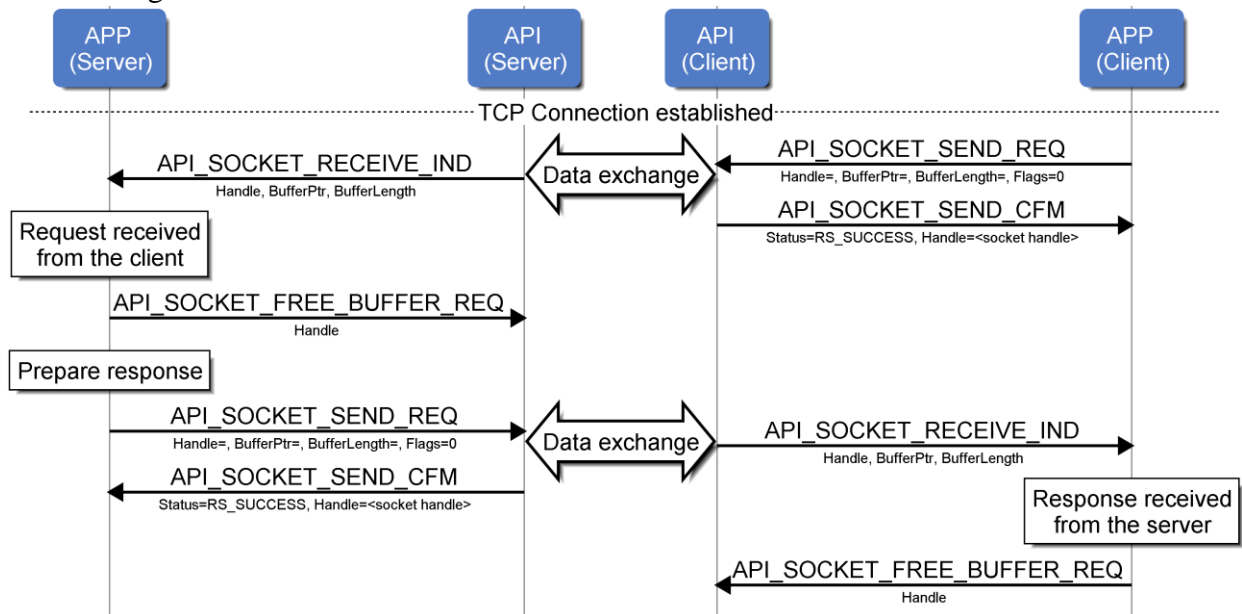 APP
(Server)
API
(Server)
API
(Client)
APP
(Client)
TCP Connection established
API_SOCKET_RECEIVE_IND
Handle, BufferPtr, BufferLength
Data exchange
API_SOCKET_SEND_REQ
Handle=, BufferPtr=, BufferLength=, Flags=0
API_SOCKET_SEND_CFM
Status=RS_SUCCESS, Handle=<socket handle>
Request received
from the client
API_SOCKET_FREE_BUFFER_REQ
Handle
Prepare response
API_SOCKET_SEND_REQ
Handle=, BufferPtr=, BufferLength=, Flags=0
Data exchange
API_SOCKET_RECEIVE_IND
Handle, BufferPtr, BufferLength
API_SOCKET_SEND_CFM
Status=RS_SUCCESS, Handle=<socket handle>
Response received
from the server
API_SOCKET_FREE_BUFFER_REQ
Handle